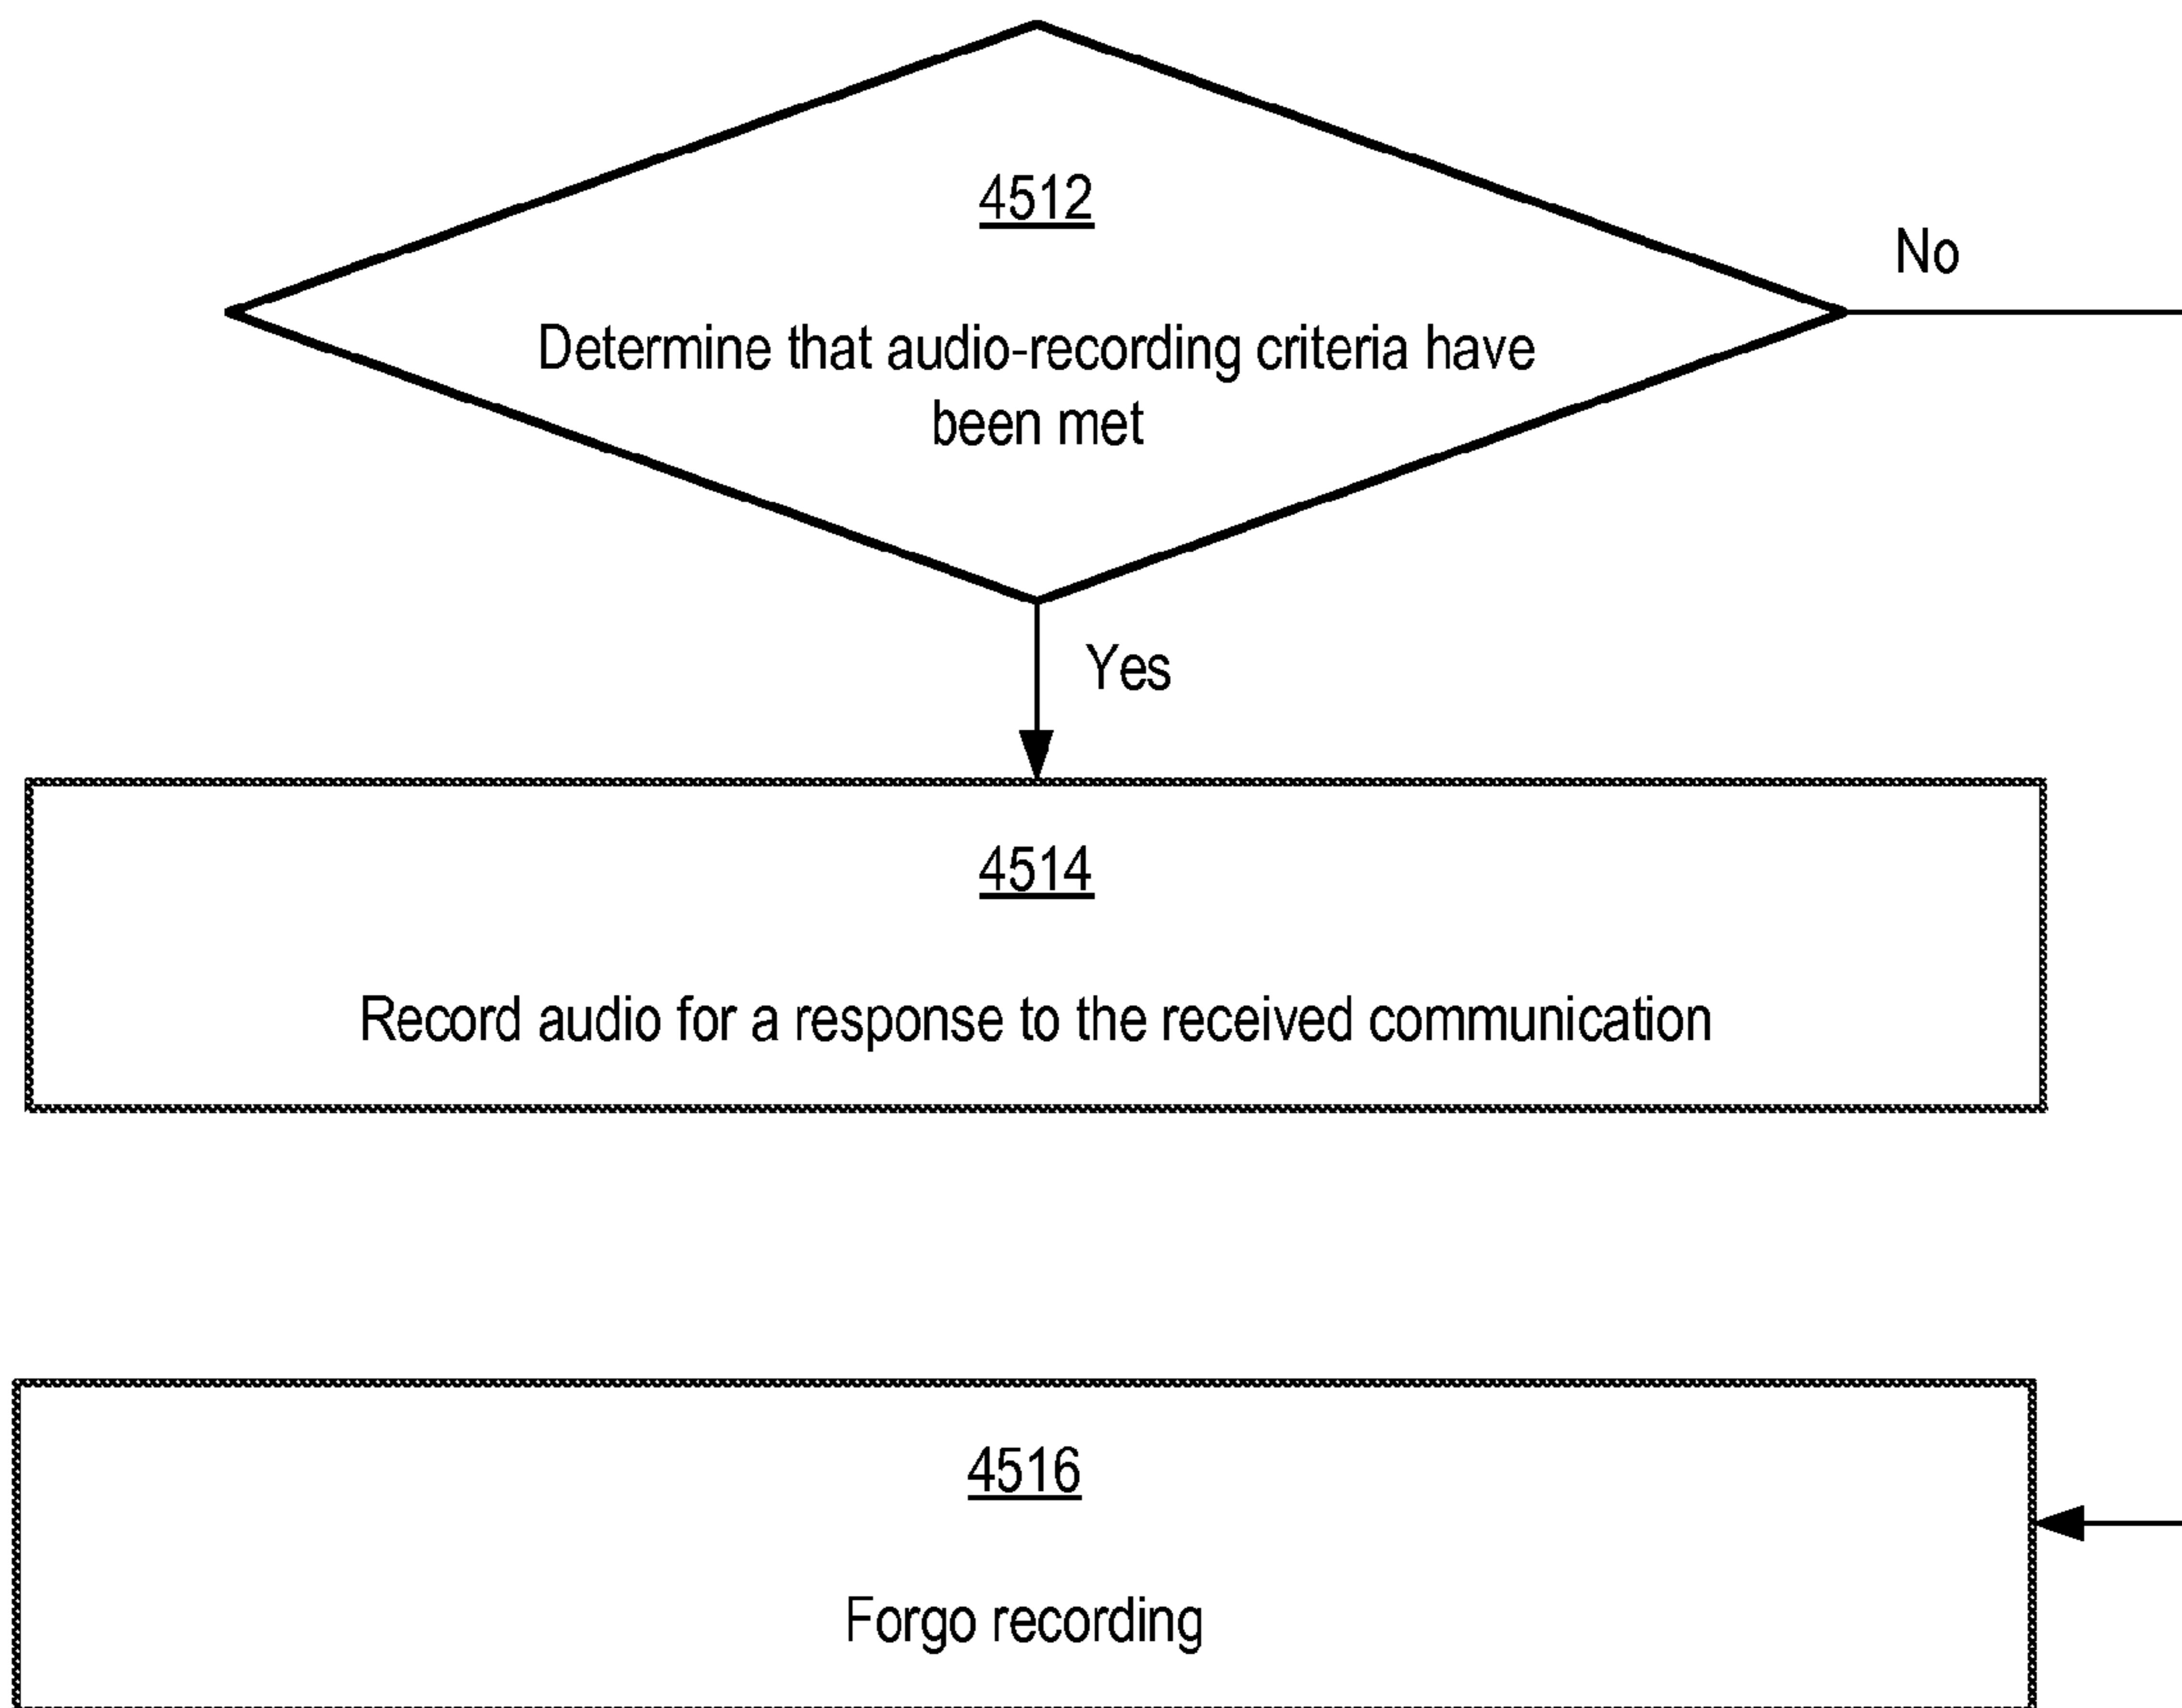 4512
No
Determine that audio-recording criteria have
been met
Yes
4514
Record audio for a response to the received communication
4516
Forgo recording